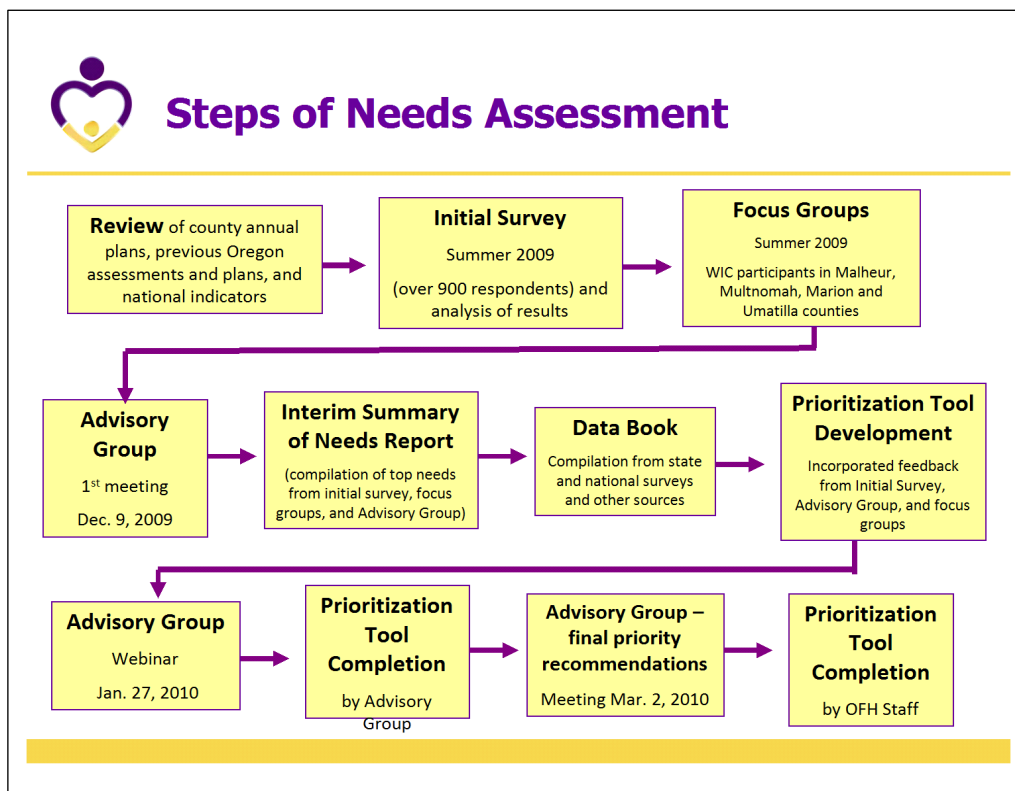 Steps of Needs Assessment
Review of county annual
plans, previous Oregon
assessments and plans, and
national indicators
Initial Survey
Summer 2009
(over 900 respondents) and
analysis of results
Focus Groups
Summer 2009
WIC participants in Malheur,
Multnomah, Marion and
Umatilla counties
Advisory
Group
1st meeting
Dec. 9, 2009
Interim Summary
of Needs Report
(compilation of top needs
from initial survey, focus
groups, and Advisory Group)
Data Book
Compilation from state
and national surveys
and other sources
Prioritization Tool
Development
Incorporated feedback
from Initial Survey,
Advisory Group, and focus
groups
Advisory Group
Webinar
Jan. 27, 2010
Prioritization
Tool
Completion
by Advisory
Group
Advisory Group –
final priority
recommendations
Meeting Mar. 2, 2010
Prioritization
Tool
Completion
by OFH Staff